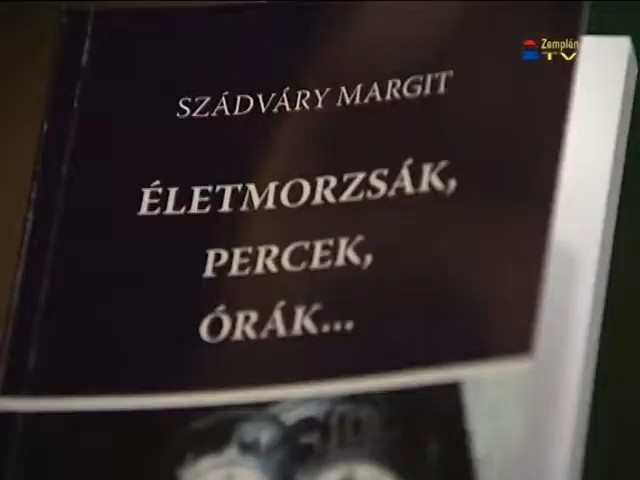 Zemplén
TV
SZÁDVÁRY MARGIT
ÉLETMORZSÁK,
PERCEK,
ÓRÁK...